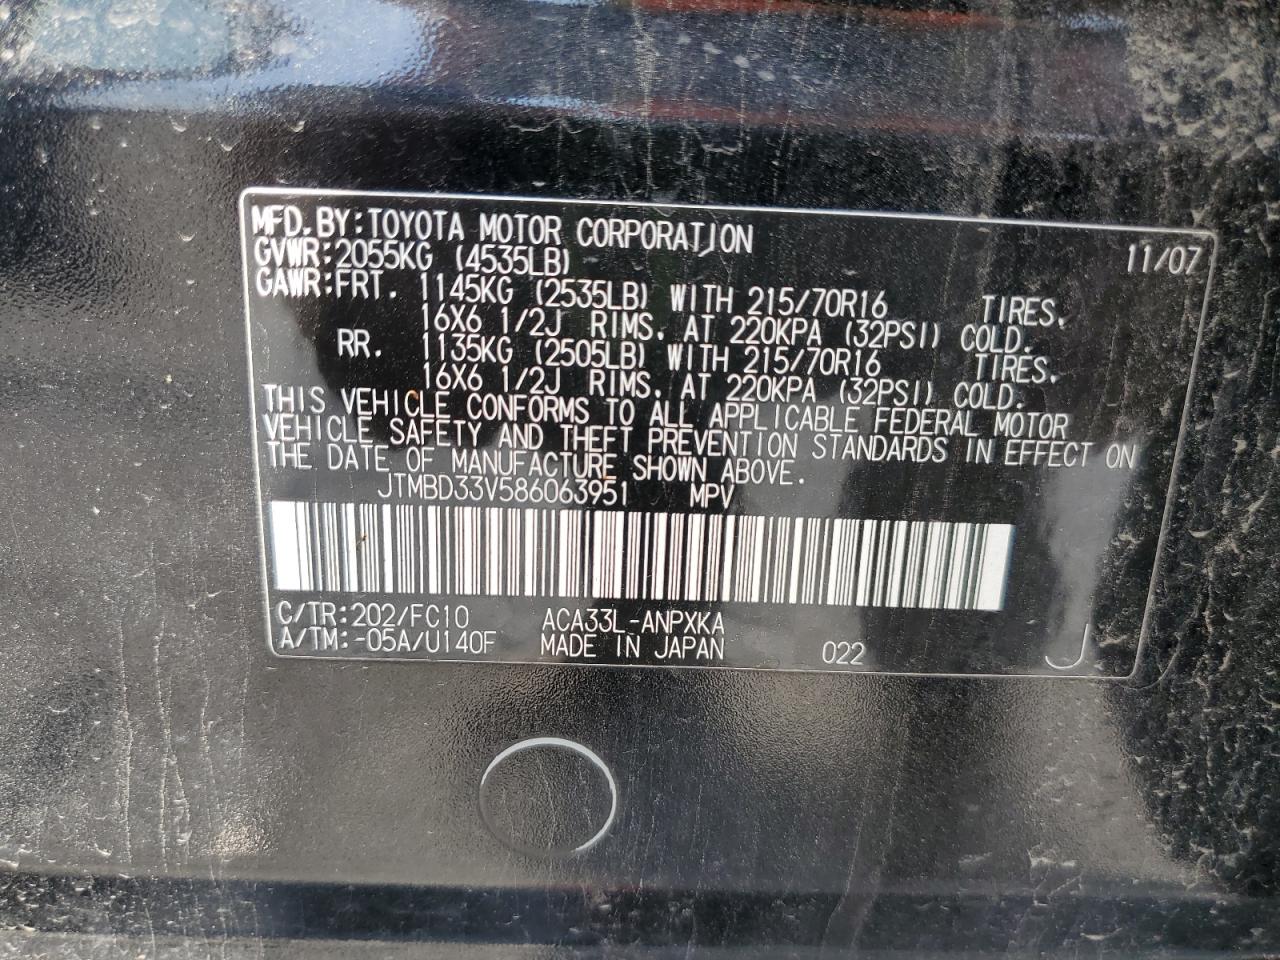 MFD.BY:TOYOTA MOTOR CORPORATION 11/07
GVWR:2055KG (4535LB)
GAWR:FRT. 1145KG (2535LB) WITH 215/70R16 TIRES.
16X6 1/2J RIMS. AT 220KPA (32PSI) COLD.
RR. 1135KG (2505LB) WITH 215/70R16 TIRES.
16X6 1/2J RIMS. AT 220KPA (32PSI) COLD.
THIS VEHICLE CONFORMS TO ALL APPLICABLE FEDERAL MOTOR
VEHICLE SAFETY AND THEFT PREVENTION STANDARDS IN EFFECT ON
THE DATE OF MANUFACTURE SHOWN ABOVE.
JTMBD33V586063951 MPV
C/TR:202/FC10 ACA33L-ANPXKA
A/TM:-05A/U140F MADE IN JAPAN 022 J